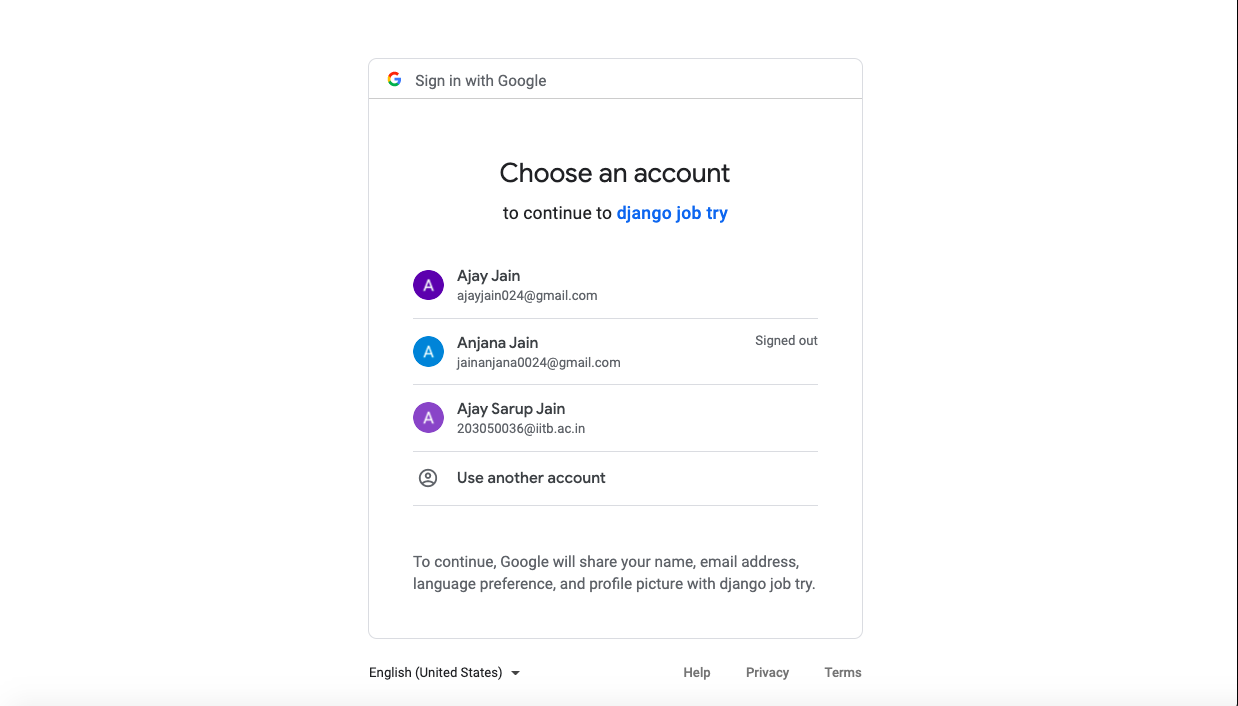 Sign in with Google
Choose an account
to continue to django job try
A
Ajay Jain
ajayjain024@gmail.com
A
Anjana Jain
Signed out
jainanjana0024@gmail.com
A
Ajay Sarup Jain
203050036@iitb.ac.in
Use another account
To continue, Google will share your name, email address,
language preference, and profile picture with django job try.
English (United States)
Help
Privacy
Terms